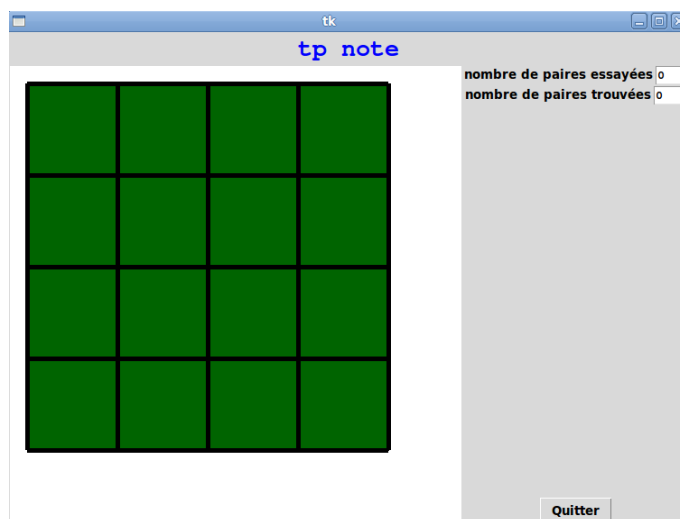 tk
tp note
nombre de paires essayées 0
nombre de paires trouvées 0
Quitter